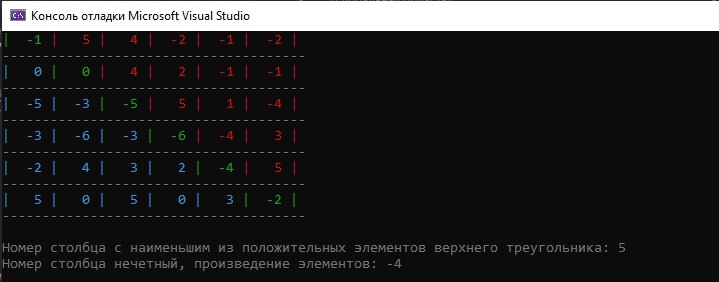 Консоль отладки Microsoft Visual Studio
| -1 | 5 | 4 | -2 | -1 | -2 |
--------------------------------------
| 0 | 0 | 4 | 2 | -1 | -1 |
--------------------------------------
| -5 | -3 | -5 | 5 | 1 | -4 |
--------------------------------------
| -3 | -6 | -3 | -6 | -4 | 3 |
--------------------------------------
| -2 | 4 | 3 | 2 | -4 | 5 |
--------------------------------------
| 5 | 0 | 5 | 0 | 3 | -2 |
--------------------------------------
Номер столбца с наименьшим из положительных элементов верхнего треугольника: 5
Номер столбца нечетный, произведение элементов: -4